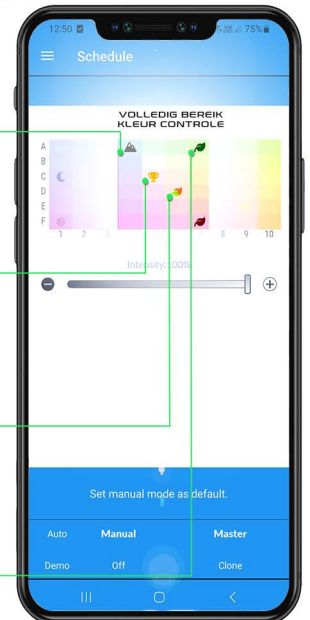 12:50 75%
Schedule
VOLLEDIG BEREIK
KLEUR CONTROLE
A
B
C
D
E
F
1 2 3 8 9 10
Intensity: 100%
Set manual mode as default.
Auto Manual Master
Demo Off Clone